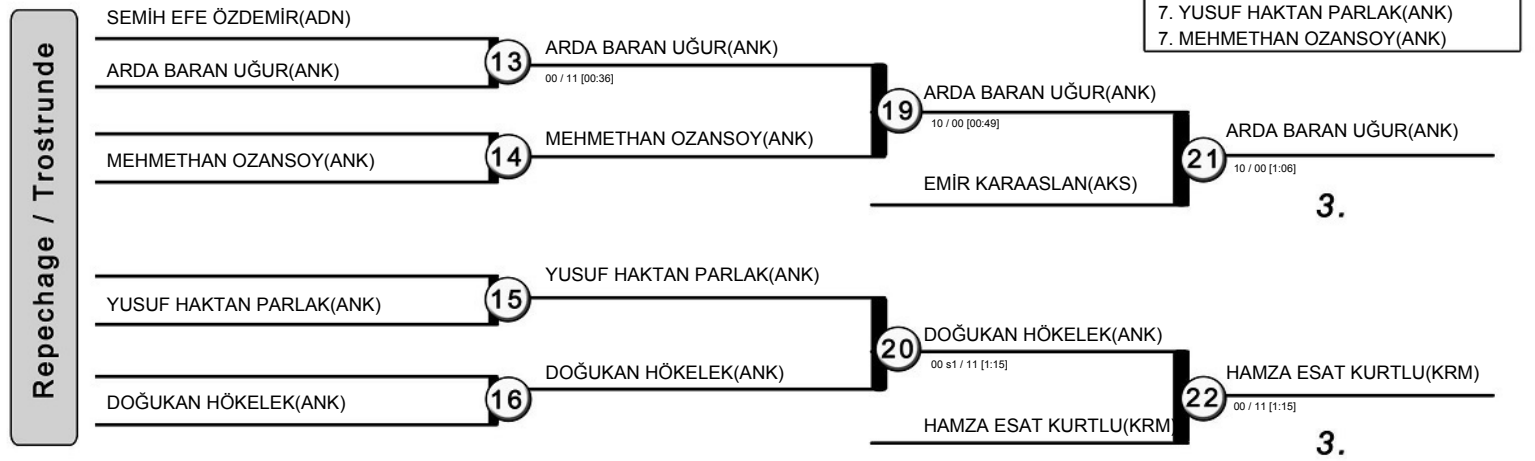 7. YUSUF HAKTAN PARLAK(ANK)
7. MEHMETHAN OZANSOY(ANK)
Repechage / Trostrunde
SEMİH EFE ÖZDEMİR(ADN)
ARDA BARAN UĞUR(ANK)
13
ARDA BARAN UĞUR(ANK)
00 / 11 [00:36]
MEHMETHAN OZANSOY(ANK)
14
MEHMETHAN OZANSOY(ANK)
19
ARDA BARAN UĞUR(ANK)
10 / 00 [00:49]
EMİR KARAASLAN(AKS)
21
ARDA BARAN UĞUR(ANK)
10 / 00 [1:06]
3.
YUSUF HAKTAN PARLAK(ANK)
15
YUSUF HAKTAN PARLAK(ANK)
DOĞUKAN HÖKELEK(ANK)
16
DOĞUKAN HÖKELEK(ANK)
20
DOĞUKAN HÖKELEK(ANK)
00 s1 / 11 [1:15]
HAMZA ESAT KURTLU(KRM)
22
HAMZA ESAT KURTLU(KRM)
00 / 11 [1:15]
3.